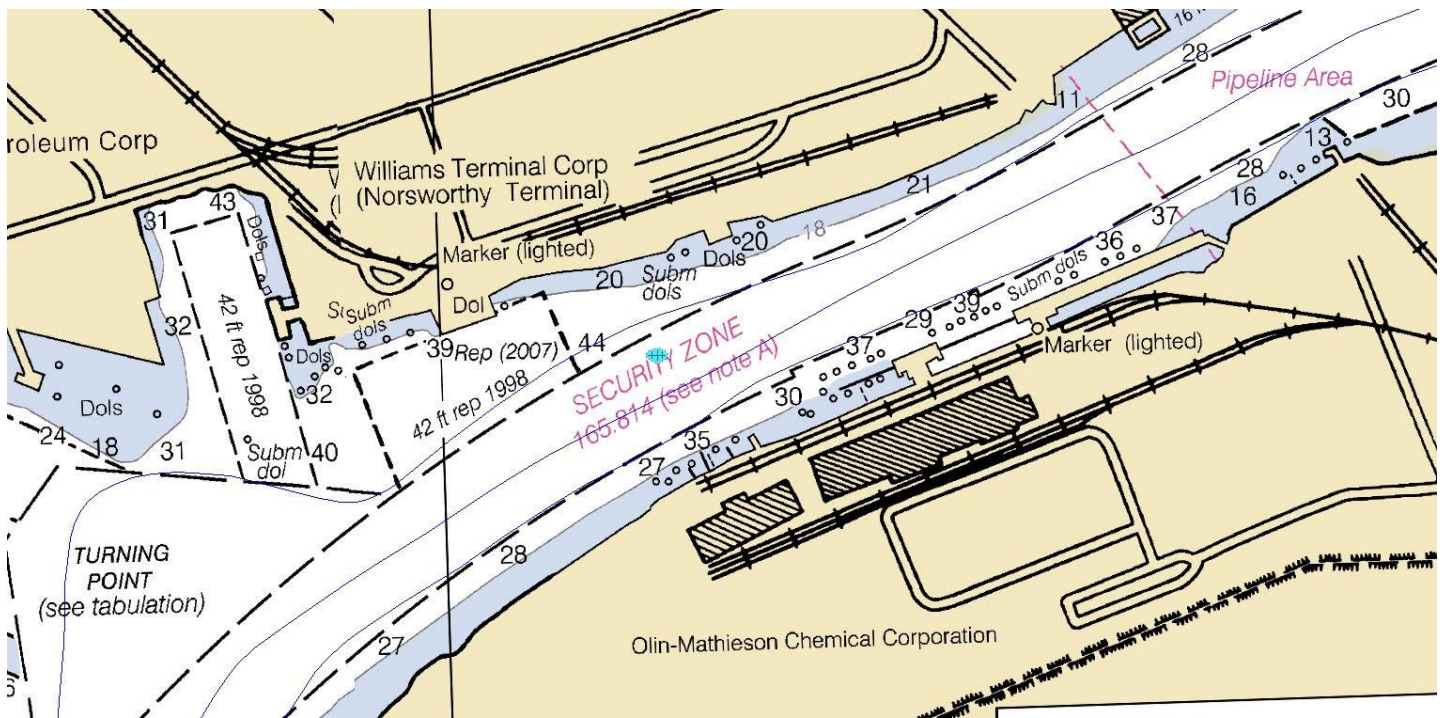 16
28
Pipeline Area
11
30
roleum Corp
Williams Terminal Corp
(Norsworthy Terminal)
13
28
16
21
43
31
Dols
37
36
18
20
Dols
Marker (lighted)
20
Subm
dols
Subm dols
39
Dol
32
42 ft rep 1998
Subm
dols
29
44
39
Rep (2007)
SECURITY ZONE
165.814 (see note A)
42 ft rep 1998
37
Marker (lighted)
Dols
32
30
Dols
24
18
31
Subm
dol
40
35
27
28
TURNING
POINT
(see tabulation)
27
Olin-Mathieson Chemical Corporation